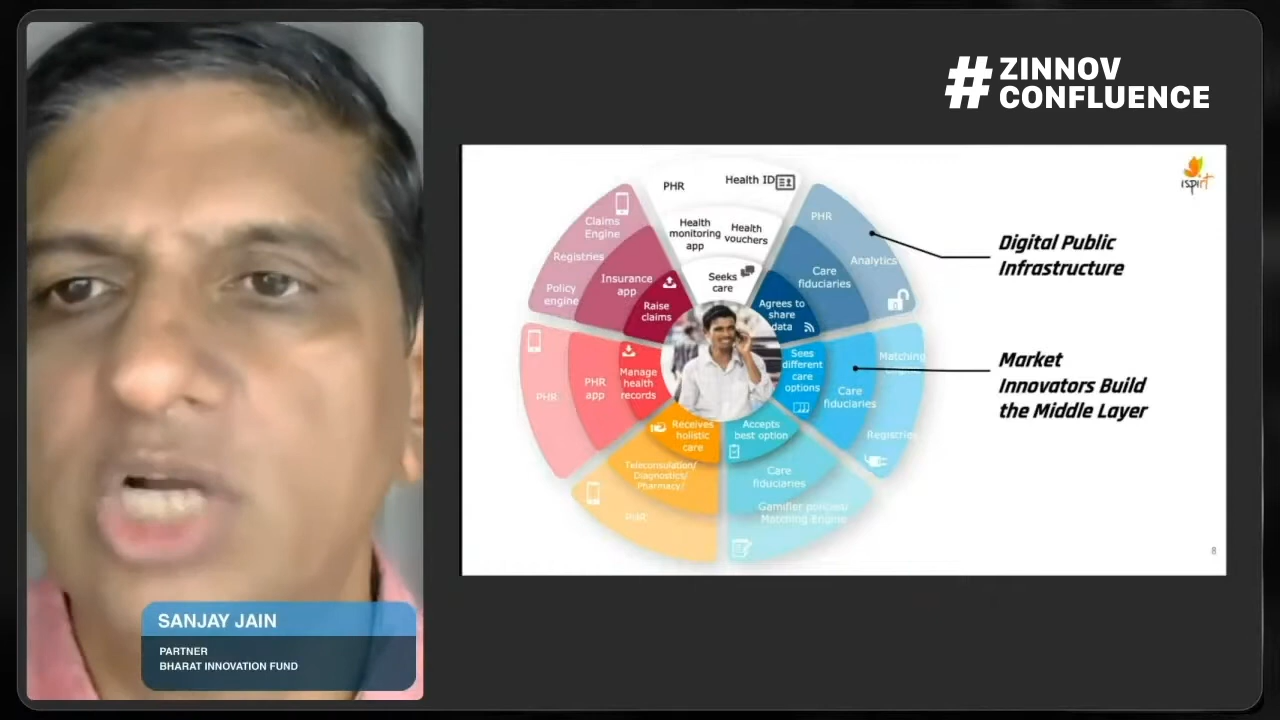 # ZINNOV
CONFLUENCE
SANJAY JAIN
PARTNER
BHARAT INNOVATION FUND
ispirt
PHR
Health ID
Health
monitoring
app
Health
vouchers
Seeks
care
PHR
Analytics
Care
fiduciaries
Agrees to
share
data
Matching
Registries
Care
fiduciaries
Sees
different
care
options
Accepts
best option
Care
fiduciaries
Gamifier policies/
Matching Engine
Receives
holistic
care
Teleconsulation/
Diagnostics/
Pharmacy/
PHR
Manage
health
records
PHR
app
PHR
Raise
claims
Insurance
app
Claims
Engine
Registries
Policy
engine
Digital Public
Infrastructure
Market
Innovators Build
the Middle Layer
8